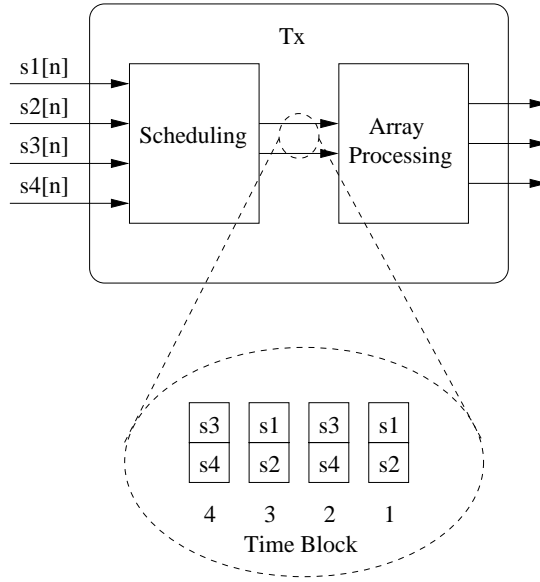 Tx
s1[n]
s2[n]
s3[n]
s4[n]
Scheduling
Array
Processing
s3 s1 s3 s1
s4 s2 s4 s2
4 3 2 1
Time Block